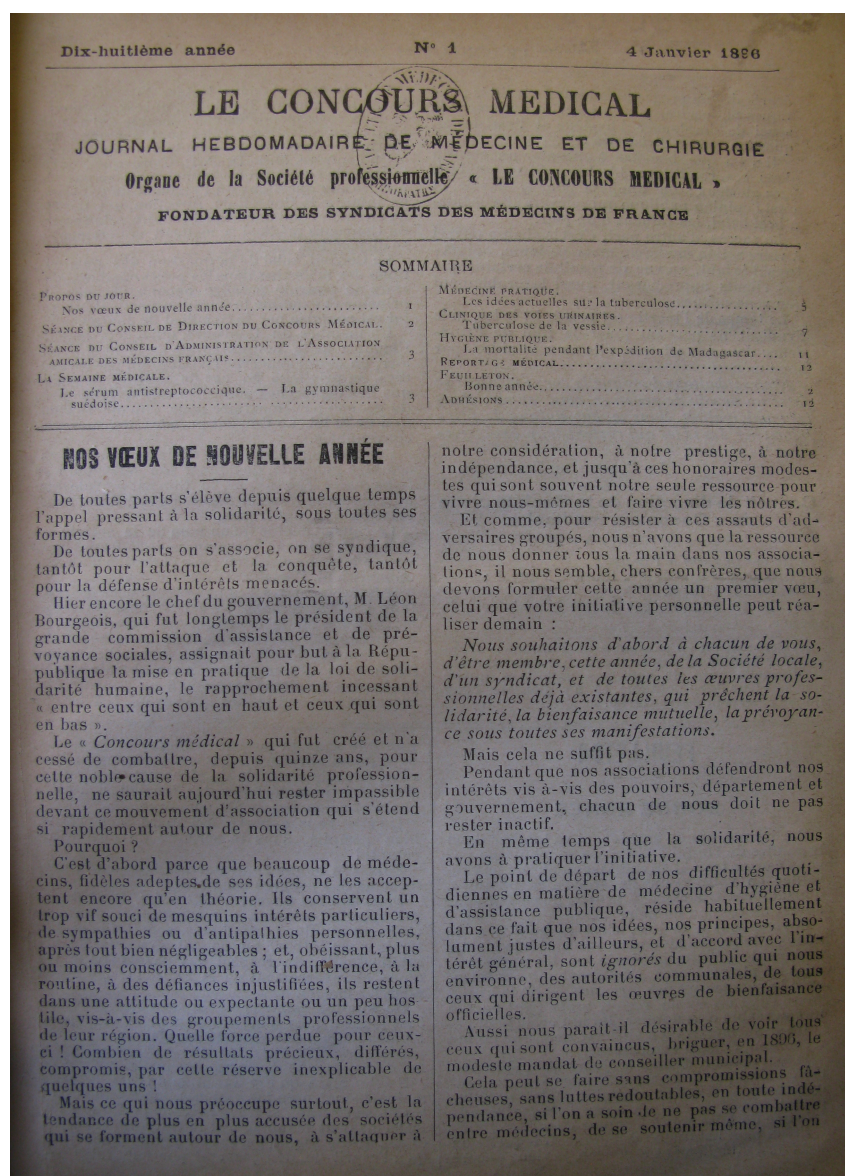 Dix-huitième année
N° 1
4 Janvier 1896
LE CONCOURS MEDICAL
JOURNAL HEBDOMADAIRE DE MÉDECINE ET DE CHIRURGIE
Organe de la Société professionnelle « LE CONCOURS MEDICAL »
FONDATEUR DES SYNDICATS DES MÉDECINS DE FRANCE
SOMMAIRE
PROPOS DU JOUR.
Nos vœux de nouvelle année........................ 1
SÉANCE DU CONSEIL DE DIRECTION DU CONCOURS MÉDICAL. 2
SÉANCE DU CONSEIL D'ADMINISTRATION DE L'ASSOCIATION
AMICALE DES MÉDECINS FRANÇAIS........................ 3
LA SEMAINE MÉDICALE.
Le sérum antistreptococcique. — La gymnastique
suédoise........................ 3
MÉDECINE PRATIQUE.
Les idées actuelles sur la tuberculose.................. 5
CLINIQUE DES VOIES URINAIRES.
Tuberculose de la vessie........................ 7
HYGIÈNE PUBLIQUE.
La mortalité pendant l'expédition de Madagascar.... 11
REPORTAGE MÉDICAL........................ 12
FEUILLETON.
Bonne année........................ 2
ADHÉSIONS........................ 12
NOS VŒUX DE NOUVELLE ANNÉE
De toutes parts s'élève depuis quelque temps
l'appel pressant à la solidarité, sous toutes ses
formes.
De toutes parts on s'associe, on se syndique,
tantôt pour l'attaque et la conquête, tantôt
pour la défense d'intérêts menacés.
Hier encore le chef du gouvernement, M. Léon
Bourgeois, qui fut longtemps le président de la
grande commission d'assistance et de pré-
voyance sociales, assignait pour but à la Répu-
publique la mise en pratique de la loi de soli-
darité humaine, le rapprochement incessant
« entre ceux qui sont en haut et ceux qui sont
en bas ».
Le « Concours médical » qui fut créé et n'a
cessé de combattre, depuis quinze ans, pour
cette noble cause de la solidarité profession-
nelle, ne saurait aujourd'hui rester impassible
devant ce mouvement d'association qui s'étend
si rapidement autour de nous.
Pourquoi ?
C'est d'abord parce que beaucoup de méde-
cins, fidèles adeptes de ses idées, ne les accep-
tent encore qu'en théorie. Ils conservent un
trop vif souci de mesquins intérêts particuliers,
de sympathies ou d'antipathies personnelles,
après tout bien négligeables ; et, obéissant, plus
ou moins consciemment, à l'indifférence, à la
routine, à des défiances injustifiées, ils restent
dans une attitude ou expectante ou un peu hos
tile, vis-à-vis des groupements professionnels
de leur région. Quelle force perdue pour ceux-
ci ! Combien de résultats précieux, différés,
compromis, par cette réserve inexplicable de
quelques uns !
Mais ce qui nous préoccupe surtout, c'est la
tendance de plus en plus accusée des sociétés
qui se forment autour de nous, à s'attaquer à
notre considération, à notre prestige, à notre
indépendance, et jusqu'à ces honoraires modes-
tes qui sont souvent notre seule ressource pour
vivre nous-mêmes et faire vivre les nôtres.
Et comme, pour résister à ces assauts d'ad-
versaires groupés, nous n'avons que la ressource
de nous donner tous la main dans nos associa-
tions, il nous semble, chers confrères, que nous
devons formuler cette année un premier vœu,
celui que votre initiative personnelle peut réa-
liser demain :
Nous souhaitons d'abord à chacun de vous,
d'être membre, cette année, de la Société locale,
d'un syndicat, et de toutes les œuvres profes-
sionnelles déjà existantes, qui prêchent la so-
lidarité, la bienfaisance mutuelle, la prévoyan-
ce sous toutes ses manifestations.
Mais cela ne suffit pas.
Pendant que nos associations défendront nos
intérêts vis à-vis des pouvoirs, département et
gouvernement, chacun de nous doit ne pas
rester inactif.
En même temps que la solidarité, nous
avons à pratiquer l'initiative.
Le point de départ de nos difficultés quoti-
diennes en matière de médecine d'hygiène et
d'assistance publique, réside habituellement
dans ce fait que nos idées, nos principes, abso-
lument justes d'ailleurs, et d'accord avec l'in-
térêt général, sont ignorés du public qui nous
environne, des autorités communales, de tous
ceux qui dirigent les œuvres de bienfaisance
officielles.
Aussi nous parait-il désirable de voir tous
ceux qui sont convaincus, briguer, en 1896, le
modeste mandat de conseiller municipal.
Cela peut se faire sans compromissions fâ-
cheuses, sans luttes redoutables, en toute indé-
pendance, si l'on a soin de ne pas se combattre
entre médecins, de se soutenir même, si l'on